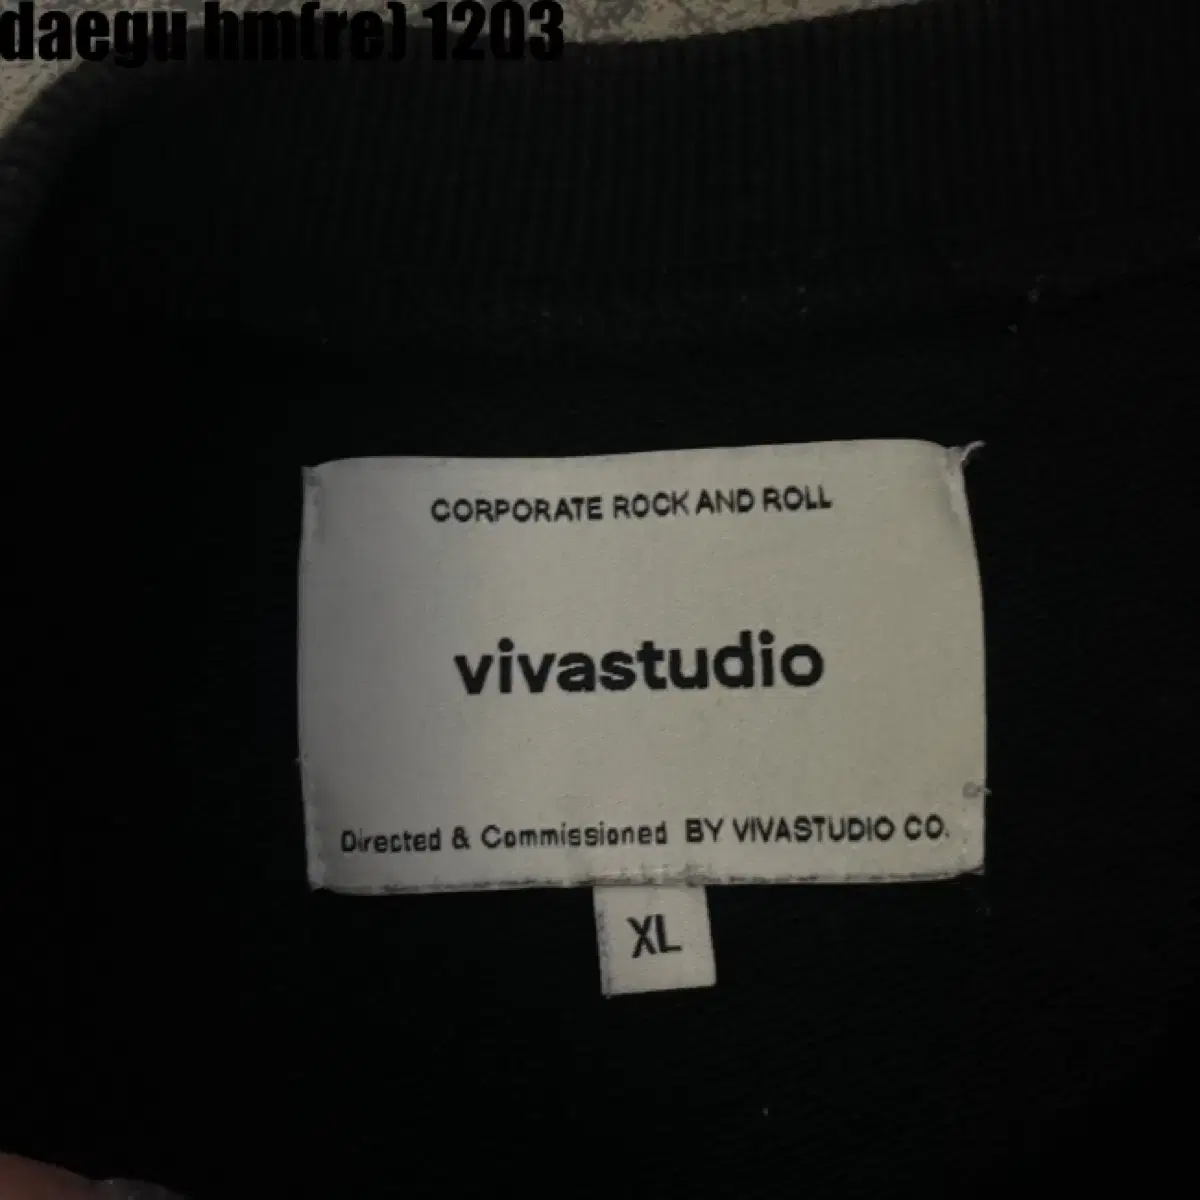 daegu hm(re) 1203
CORPORATE ROCK AND ROLL
vivastudio
Directed & Commissioned BY VIVASTUDIO CO.
XL